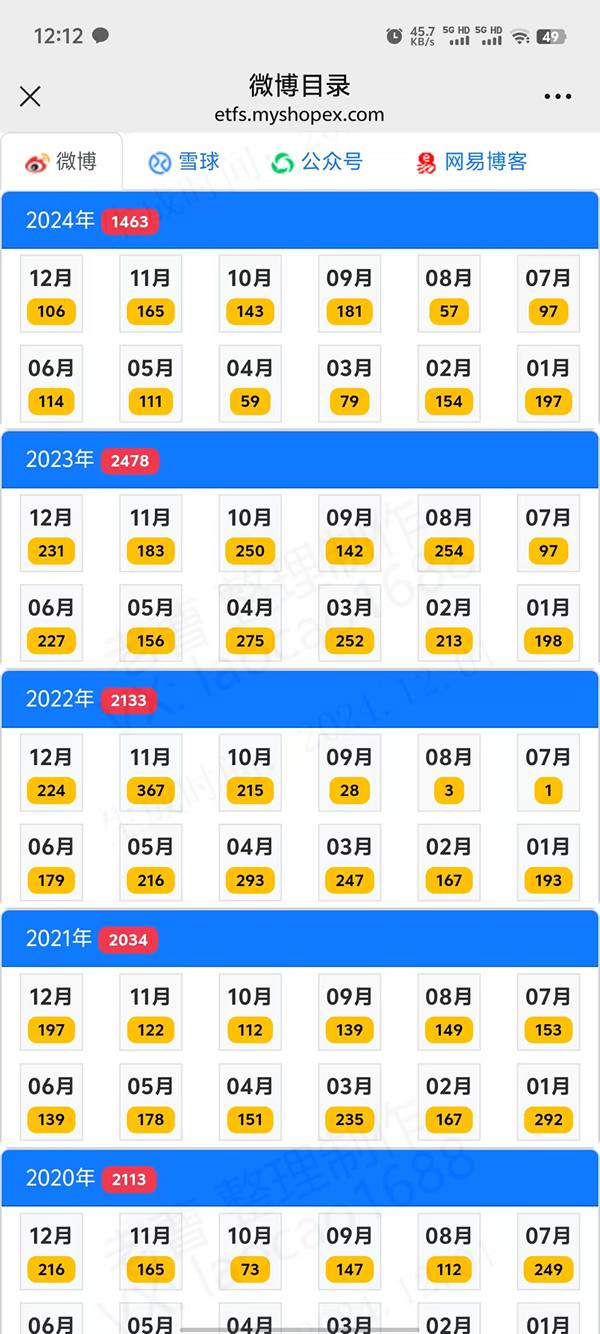 12:12
45.7 KB/s 5G HD 5G HD 49
微博目录
etfs.myshopex.com
微博 雪球 公众号 网易博客
2024年 1463
12月 11月 10月 09月 08月 07月
106 165 143 181 57 97
06月 05月 04月 03月 02月 01月
114 111 59 79 154 197
2023年 2478
12月 11月 10月 09月 08月 07月
231 183 250 142 254 97
06月 05月 04月 03月 02月 01月
227 156 275 252 213 198
老曹 整理制作
VX: laocao1688
2022年 2133
生成时间: 2024.12.01
12月 11月 10月 09月 08月 07月
224 367 215 28 3 1
06月 05月 04月 03月 02月 01月
179 216 293 247 167 193
2021年 2034
12月 11月 10月 09月 08月 07月
197 122 112 139 149 153
06月 05月 04月 03月 02月 01月
139 178 151 235 167 292
2020年 2113
老曹 整理制作
VX: laocao1688
12月 11月 10月 09月 08月 07月
216 165 73 147 112 249
06月 05月 04月 03月 02月 01月